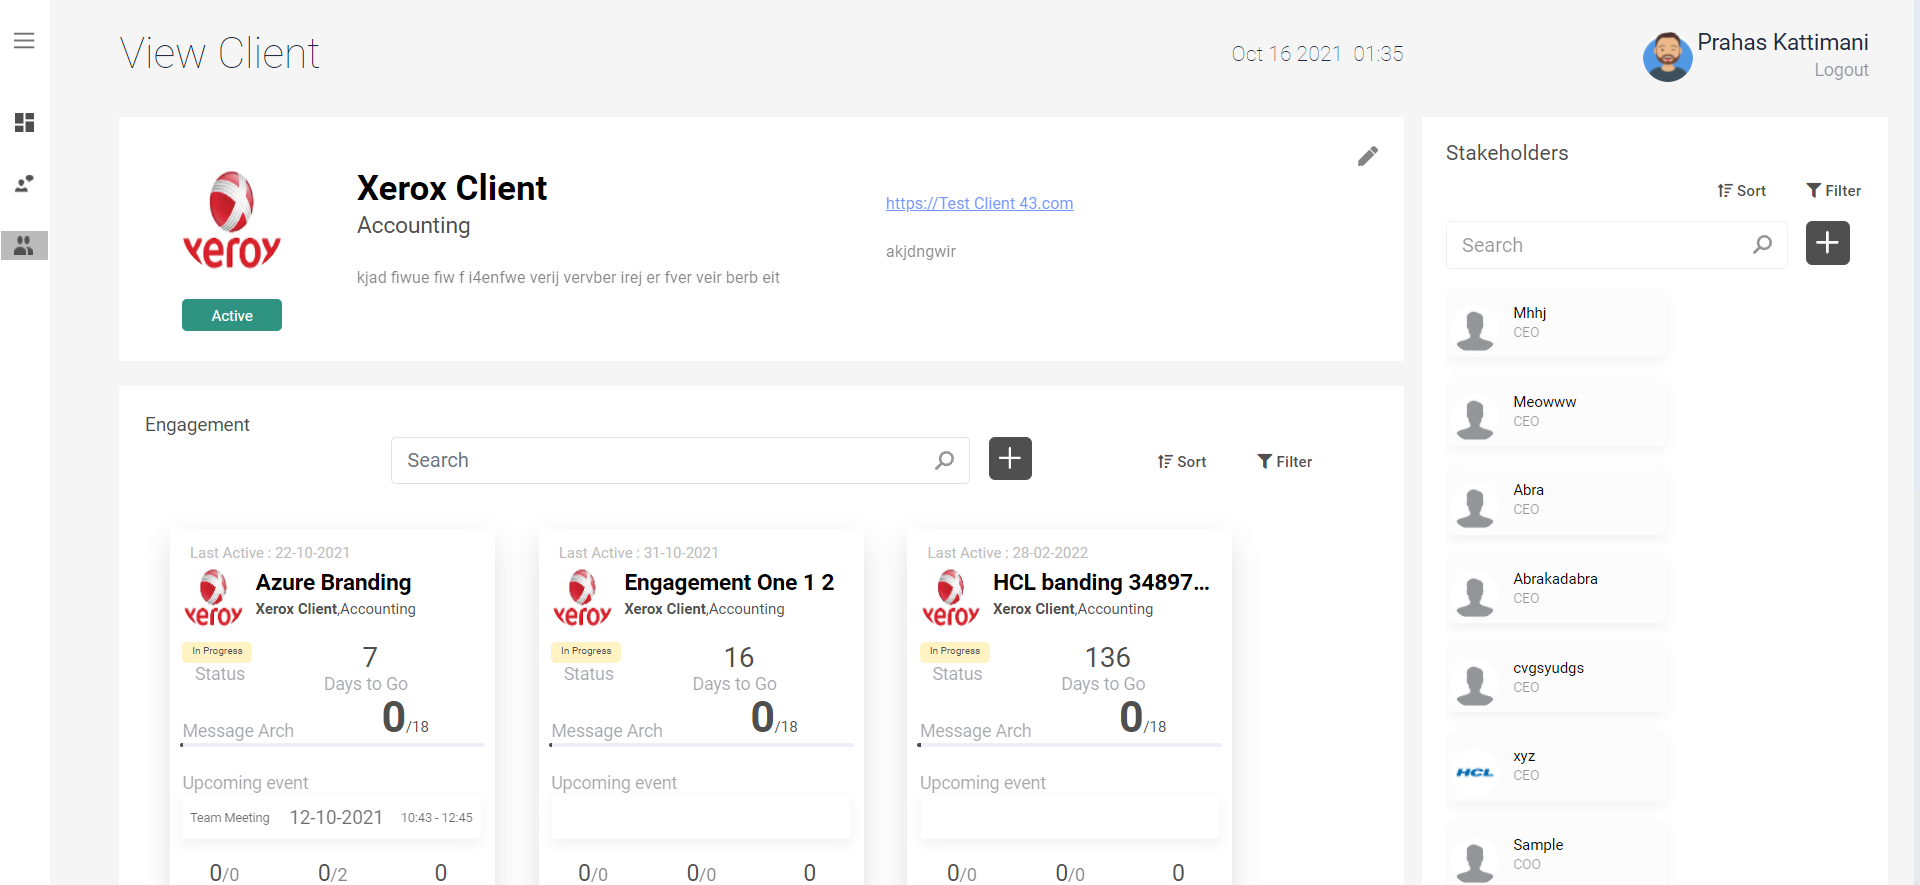 View Client
Oct 16 2021 01:35
Prahas Kattimani
Logout
xeroy
Active
Xerox Client
Accounting
kjad fiwue fiw f i4enfwe verij vervber irej er fver veir berb eit
https://Test Client 43.com
akjdngwir
Engagement
Search
Sort
Filter
Last Active : 22-10-2021
xeroy
Azure Branding
Xerox Client,Accounting
In Progress
Status
7
Days to Go
Message Arch
0/18
Upcoming event
Team Meeting 12-10-2021 10:43 - 12:45
0/0 0/2 0
Last Active : 31-10-2021
xeroy
Engagement One 1 2
Xerox Client,Accounting
In Progress
Status
16
Days to Go
Message Arch
0/18
Upcoming event
0/0 0/0 0
Last Active : 28-02-2022
xeroy
HCL banding 34897...
Xerox Client,Accounting
In Progress
Status
136
Days to Go
Message Arch
0/18
Upcoming event
0/0 0/0 0
Stakeholders
Sort
Filter
Search
Mhhj
CEO
Meowww
CEO
Abra
CEO
Abrakadabra
CEO
cvgsyudgs
CEO
HCL
xyz
CEO
Sample
COO